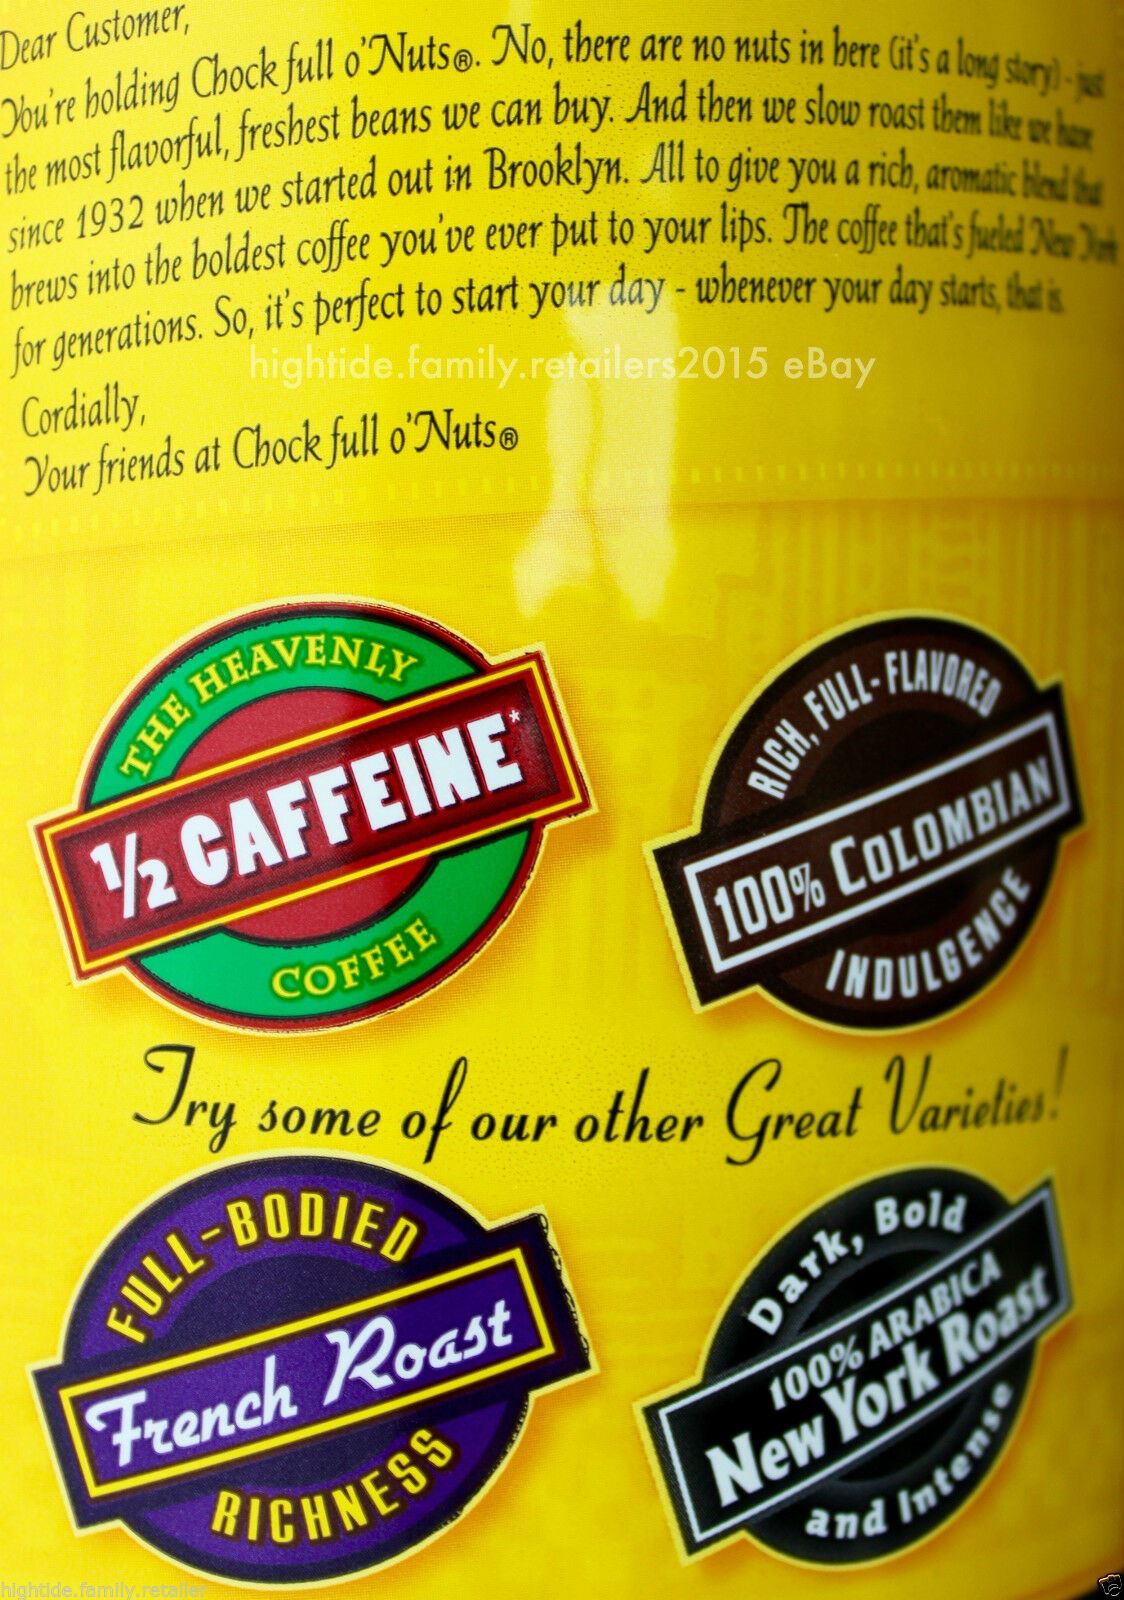 Dear Customer,
You're holding Chock full o'Nuts®. No, there are no nuts in here (it's a long story) - just
the most flavorful, freshest beans we can buy. And then we slow roast them like we have
since 1932 when we started out in Brooklyn. All to give you a rich, aromatic blend that
brews into the boldest coffee you've ever put to your lips. The coffee that's fueled New York
for generations. So, it's perfect to start your day - whenever your day starts, that is.
hightide.family.retailers2015 eBay
Cordially,
Your friends at Chock full o'Nuts®
THE HEAVENLY
1/2 CAFFEINE*
COFFEE
RICH, FULL-FLAVORED
100% COLOMBIAN
INDULGENCE
Try some of our other Great Varieties!
FULL-BODIED
French Roast
RICHNESS
Dark, Bold
100% ARABICA
New York Roast
and Intense
hightide.family.retailer